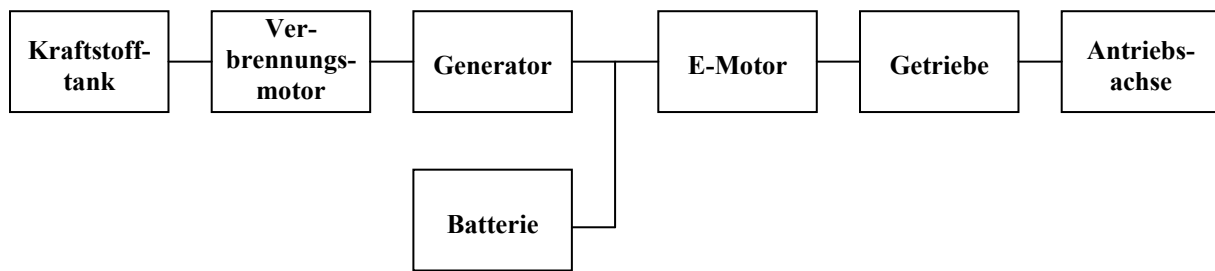 Kraftstoff-
tank
Ver-
brennungs-
motor
Generator
E-Motor
Getriebe
Antriebs-
achse
Batterie